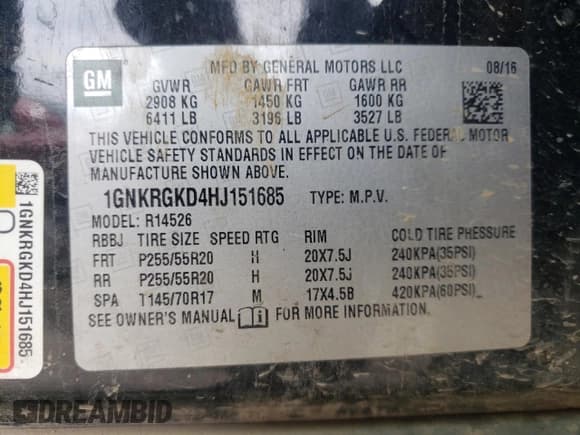 GM
MFD BY GENERAL MOTORS LLC 08/16
GVWR GAWR FRT GAWR RR
2908 KG 1450 KG 1600 KG
6411 LB 3196 LB 3527 LB
THIS VEHICLE CONFORMS TO ALL APPLICABLE U.S. FEDERAL MOTOR
VEHICLE SAFETY STANDARDS IN EFFECT ON THE DATE OF
MANUFACTURE SHOWN ABOVE.
1GNKRGKD4HJ151685 TYPE: M.P.V.
MODEL: R14526
RBBJ TIRE SIZE SPEED RTG RIM COLD TIRE PRESSURE
FRT P255/55R20 H 20X7.5J 240KPA(35PSI)
RR P255/55R20 H 20X7.5J 240KPA(35PSI)
SPA T145/70R17 M 17X4.5B 420KPA(60PSI)
SEE OWNER'S MANUAL FOR MORE INFORMATION.
1GNKRGKD4HJ151685
DREAMBID